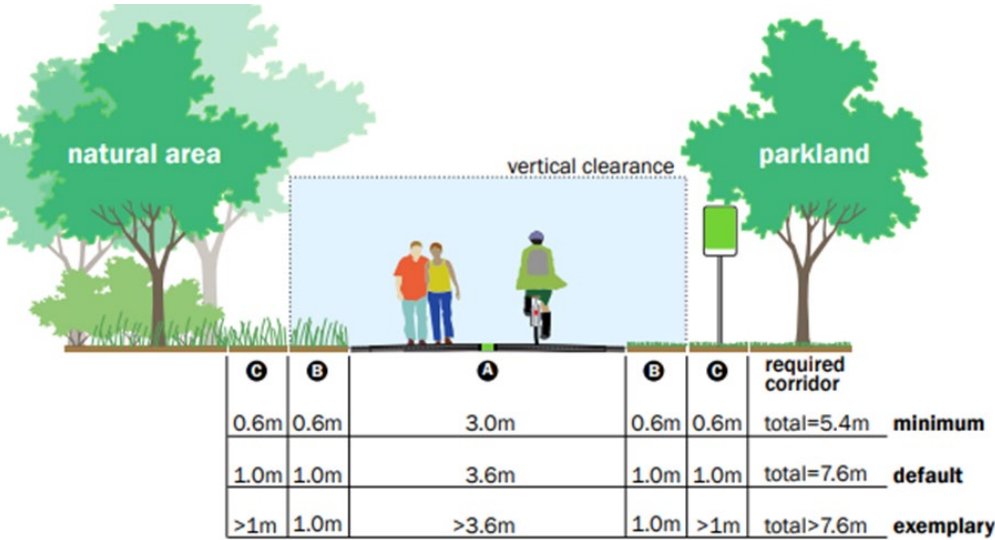 natural area
vertical clearance
parkland
C B A B C required
corridor
0.6m 0.6m 3.0m 0.6m 0.6m total=5.4m minimum
1.0m 1.0m 3.6m 1.0m 1.0m total=7.6m default
>1m 1.0m >3.6m 1.0m >1m total>7.6m exemplary